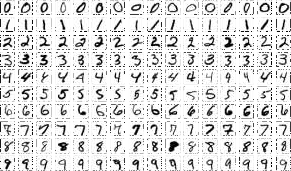 0 0 0 0 0 0 0 0 0 0 0 0 0 0 0 0
1 1 1 1 1 1 1 1 1 1 1 1 1 1 1 1
2 2 2 2 2 2 2 2 2 2 2 2 2 2 2 2
3 3 3 3 3 3 3 3 3 3 3 3 3 3 3 3
4 4 4 4 4 4 4 4 4 4 4 4 4 4 4 4
5 5 5 5 5 5 5 5 5 5 5 5 5 5 5 5
6 6 6 6 6 6 6 6 6 6 6 6 6 6 6 6
7 7 7 7 7 7 7 7 7 7 7 7 7 7 7 7
8 8 8 8 8 8 8 8 8 8 8 8 8 8 8 8
9 9 9 9 9 9 9 9 9 9 9 9 9 9 9 9